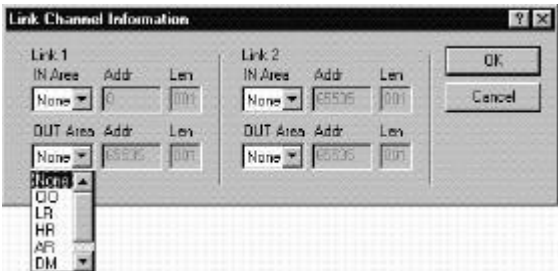 Link Channel Information
Link 1
IN Area Addr Len
None 0 001
OUT Area Addr Len
None 65535 001
None
CIO
LR
HR
AR
DM
Link 2
IN Area Addr Len
None 65535 001
OUT Area Addr Len
None 65535 001
OK
Cancel